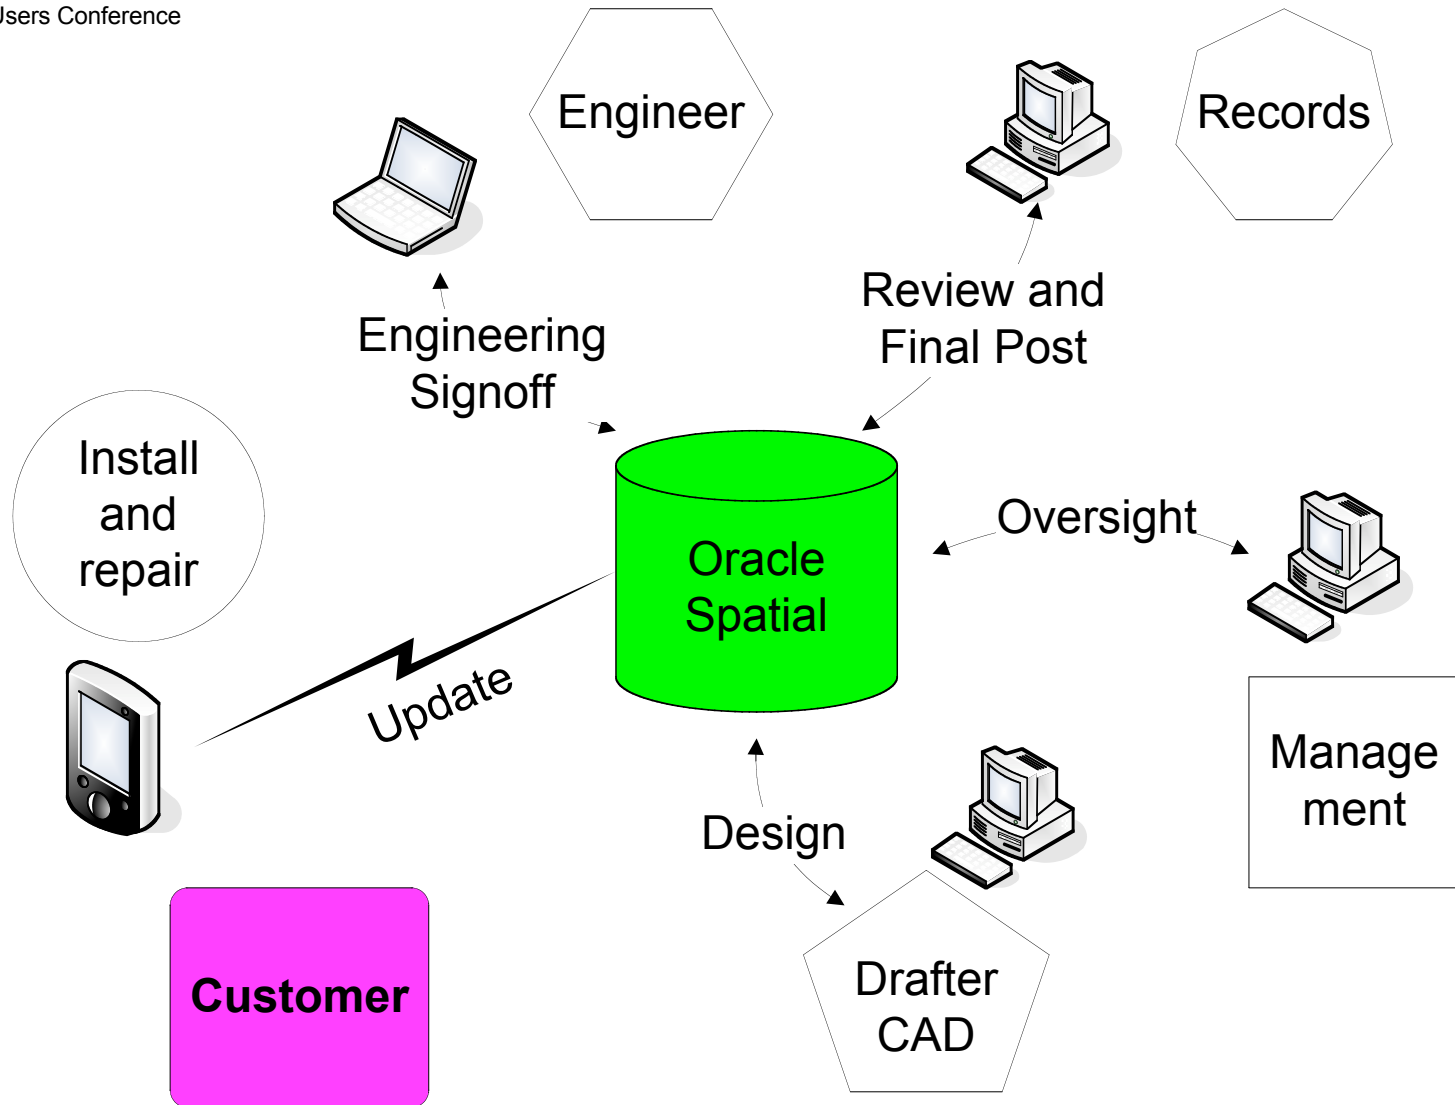 Users Conference
Engineer
Records
Review and
Final Post
Engineering
Signoff
Install
and
repair
Oversight
Oracle
Spatial
Update
Manage
ment
Design
Drafter
CAD
Customer